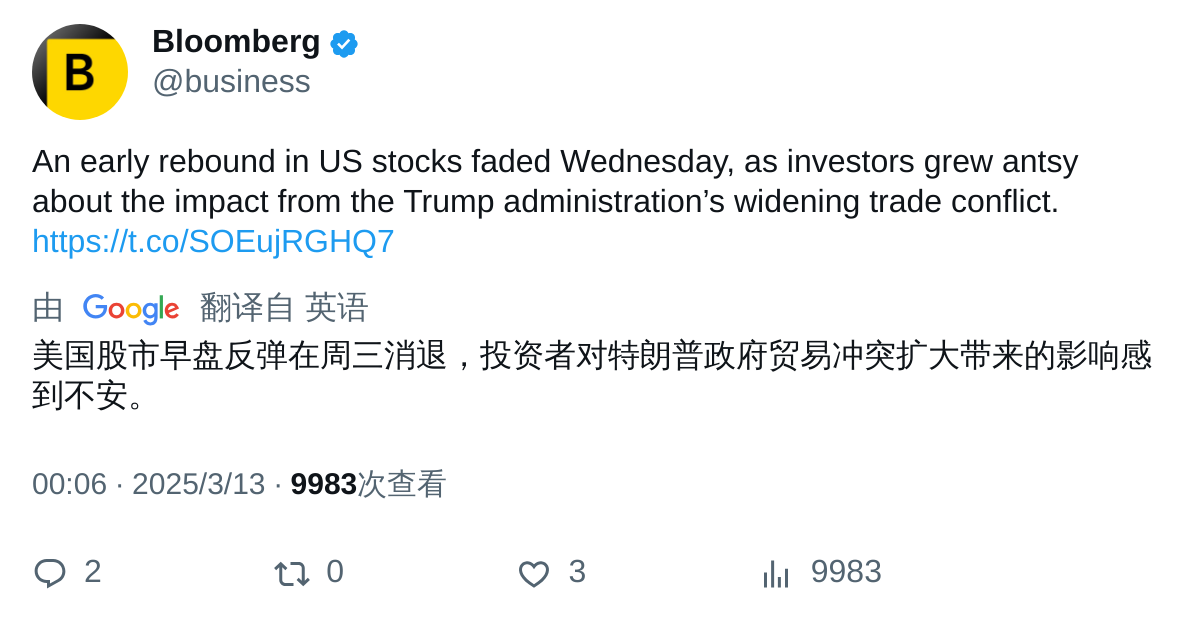 B
Bloomberg
@business
An early rebound in US stocks faded Wednesday, as investors grew antsy
about the impact from the Trump administration’s widening trade conflict.
https://t.co/SOEujRGHQ7
由 Google 翻译自 英语
美国股市早盘反弹在周三消退，投资者对特朗普政府贸易冲突扩大带来的影响感
到不安。
00:06 · 2025/3/13 · 9983次查看
2 0 3 9983